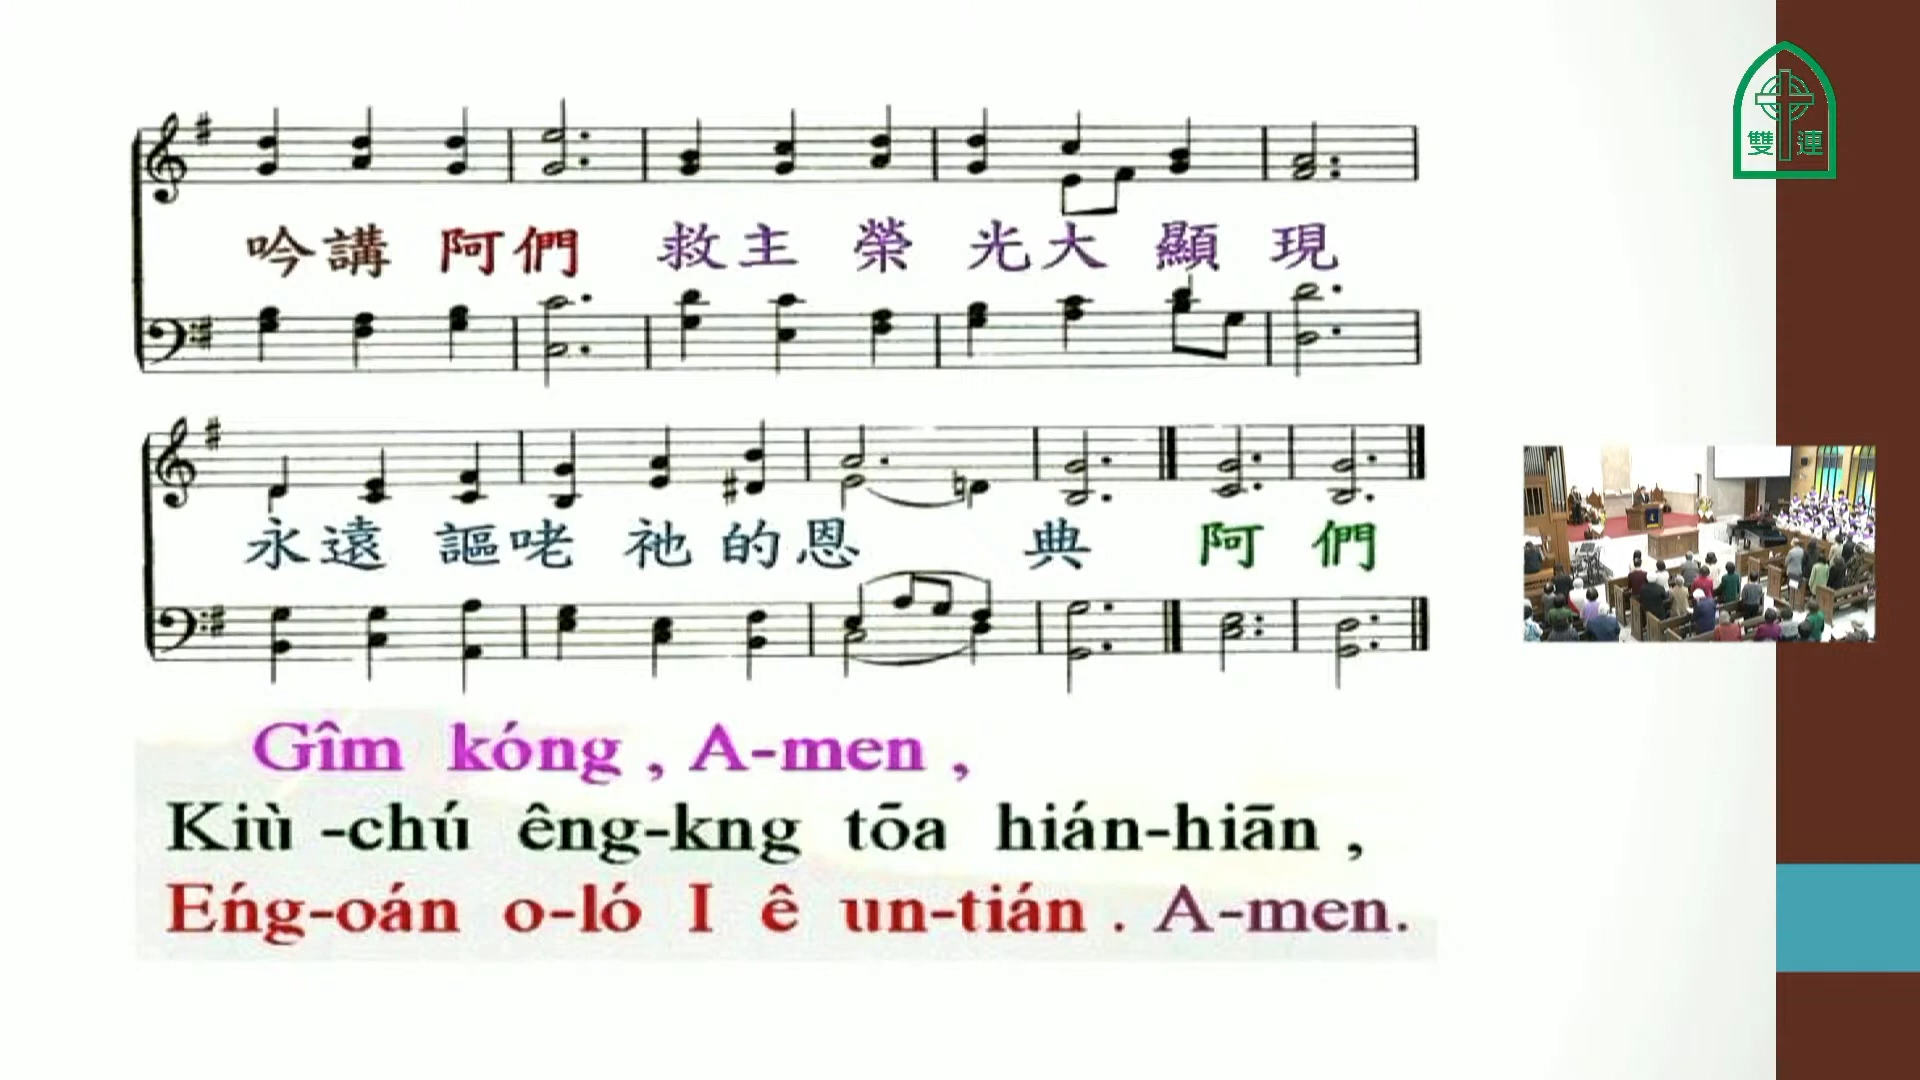 雙連
吟講 阿們 救主 榮 光大 顯 現
永遠 謳咾 祂 的恩 典 阿 們
Gîm kóng , A-men ,
Kiù -chú êng-kng tōa hián-hiān ,
Eńg-oán o-ló I ê un-tián . A-men.